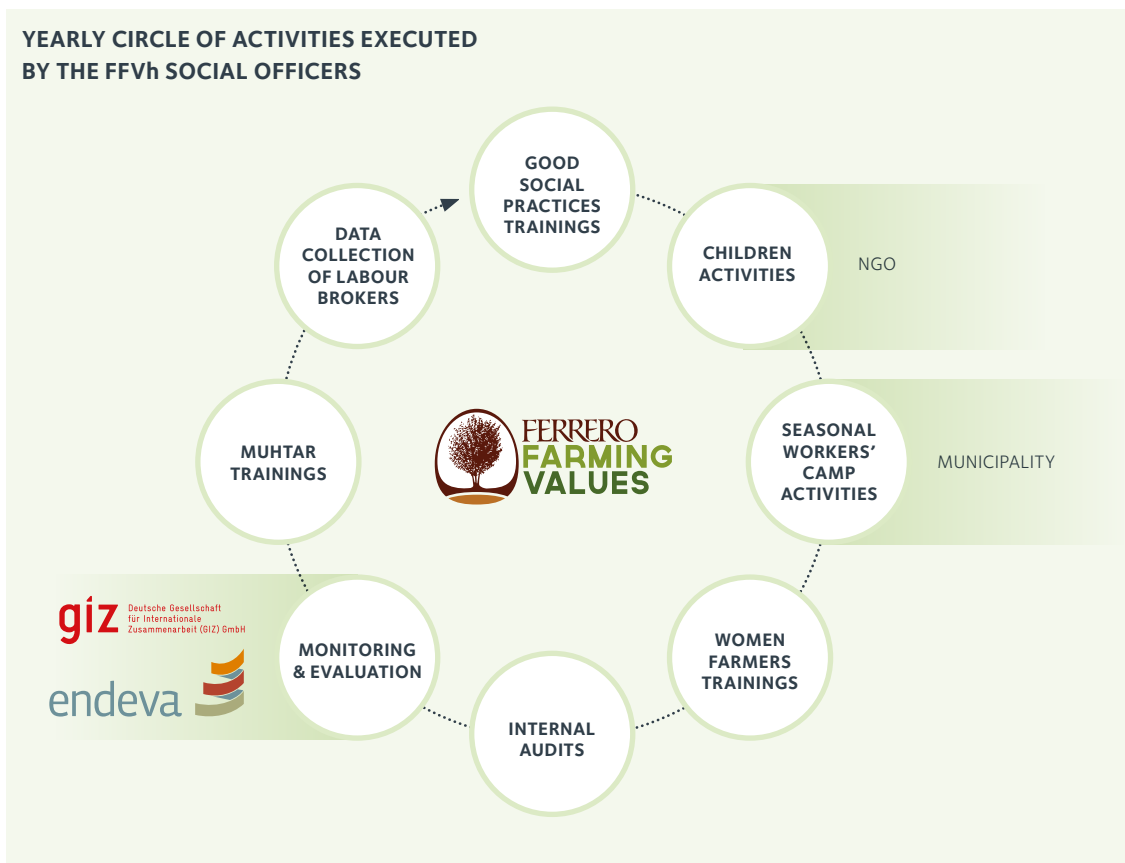 YEARLY CIRCLE OF ACTIVITIES EXECUTED
BY THE FFVh SOCIAL OFFICERS
GOOD
SOCIAL
PRACTICES
TRAININGS
CHILDREN
ACTIVITIES
NGO
SEASONAL
WORKERS’
CAMP
ACTIVITIES
MUNICIPALITY
WOMEN
FARMERS
TRAININGS
INTERNAL
AUDITS
MONITORING
& EVALUATION
giz
Deutsche Gesellschaft
für Internationale
Zusammenarbeit (GIZ) GmbH
endeva
MUHTAR
TRAININGS
DATA
COLLECTION
OF LABOUR
BROKERS
FERRERO
FARMING
VALUES